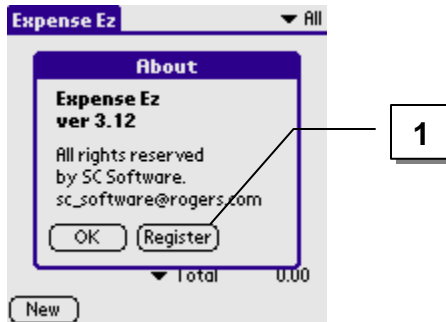 Expense Ez
All
About
Expense Ez
ver 3.12
All rights reserved
by SC Software.
sc_software@rogers.com
OK
Register
1
Total 0.00
New